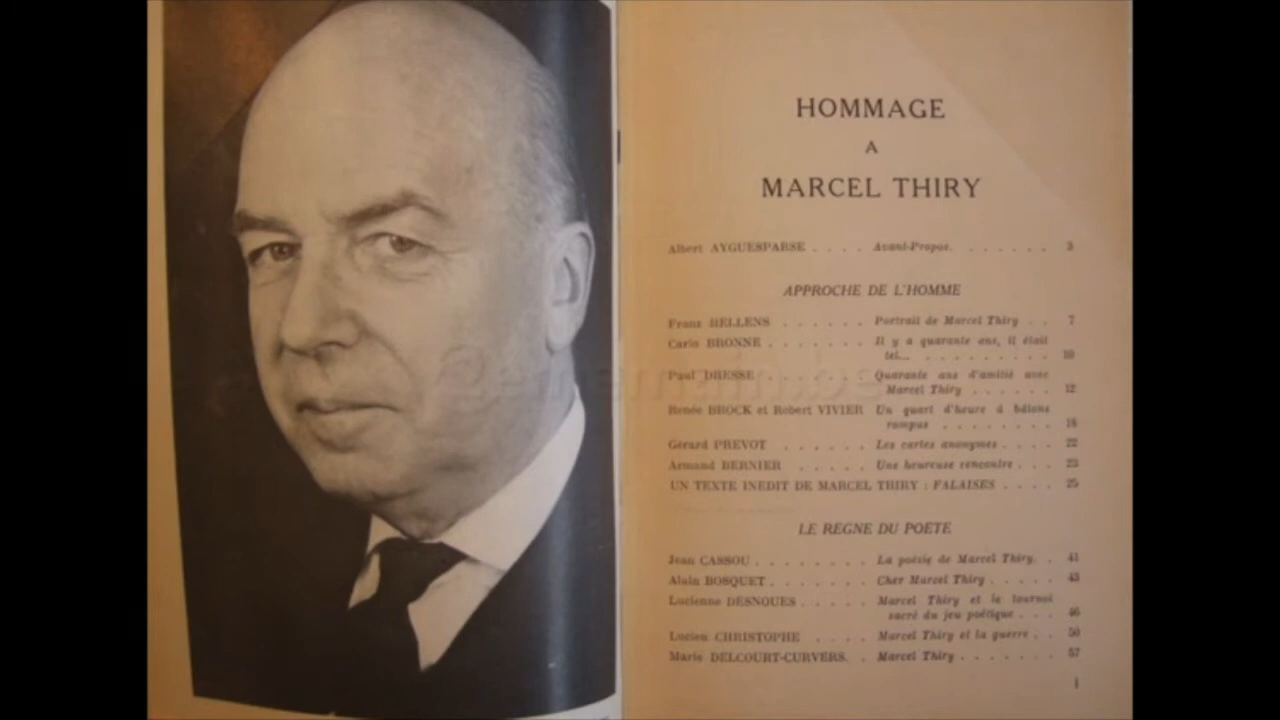 HOMMAGE
A
MARCEL THIRY
Albert AYGUESPARSE . . . . Avant-Propos. . . . . . . . 3
APPROCHE DE L'HOMME
Franz HELLENS . . . . . . Portrait de Marcel Thiry . . 7
Carlo BRONNE . . . . . . . Il y a quarante ans, il était
tel... . . . . . . . . . . 10
Paul DRESSE . . . . . . . Quarante ans d'amitié avec
Marcel Thiry . . . . . . 12
Renée BROCK et Robert VIVIER Un quart d'heure à bâtons
rompus . . . . . . . . 18
Gérard PREVOT . . . . . . Les cartes anonymes . . . . 22
Armand BERNIER . . . . . Une heureuse rencontre . . . 23
UN TEXTE INEDIT DE MARCEL THIRY : FALAISES . . . . 25
LE REGNE DU POETE
Jean CASSOU . . . . . . . . La poésie de Marcel Thiry. . 41
Alain BOSQUET . . . . . . . Cher Marcel Thiry . . . . . 43
Lucienne DESNOUES . . . . . Marcel Thiry et le tournoi
sacré du jeu poétique . . . 46
Lucien CHRISTOPHE . . . . Marcel Thiry et la guerre . . 50
Marie DELCOURT-CURVERS. . Marcel Thiry . . . . . . . 57
1